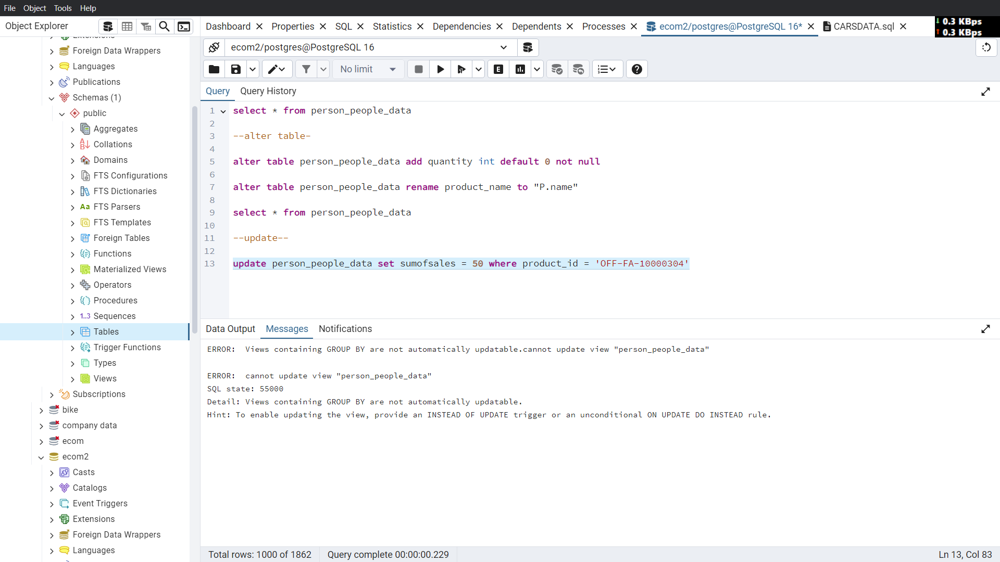 File Object Tools Help
Object Explorer
Dashboard Properties SQL Statistics Dependencies Dependents Processes ecom2/postgres@PostgreSQL 16* CARSDATA.sql
0.3 KBps
0.3 KBps
ecom2/postgres@PostgreSQL 16
No limit
E
Query Query History
1 select * from person_people_data
2
3 --alter table-
4
5 alter table person_people_data add quantity int default 0 not null
6
7 alter table person_people_data rename product_name to "P.name"
8
9 select * from person_people_data
10
11 --update--
12
13 update person_people_data set sumofsales = 50 where product_id = 'OFF-FA-10000304'
Data Output Messages Notifications
ERROR:  Views containing GROUP BY are not automatically updatable.cannot update view "person_people_data"
ERROR:  cannot update view "person_people_data"
SQL state: 55000
Detail: Views containing GROUP BY are not automatically updatable.
Hint: To enable updating the view, provide an INSTEAD OF UPDATE trigger or an unconditional ON UPDATE DO INSTEAD rule.
Total rows: 1000 of 1862 Query complete 00:00:00.229 Ln 13, Col 83
Extensions
Foreign Data Wrappers
Languages
Publications
Schemas (1)
public
Aggregates
Collations
Domains
FTS Configurations
FTS Dictionaries
Aa FTS Parsers
FTS Templates
Foreign Tables
Functions
Materialized Views
Operators
Procedures
1..3 Sequences
Tables
Trigger Functions
Types
Views
Subscriptions
bike
company data
ecom
ecom2
Casts
Catalogs
Event Triggers
Extensions
Foreign Data Wrappers
Languages